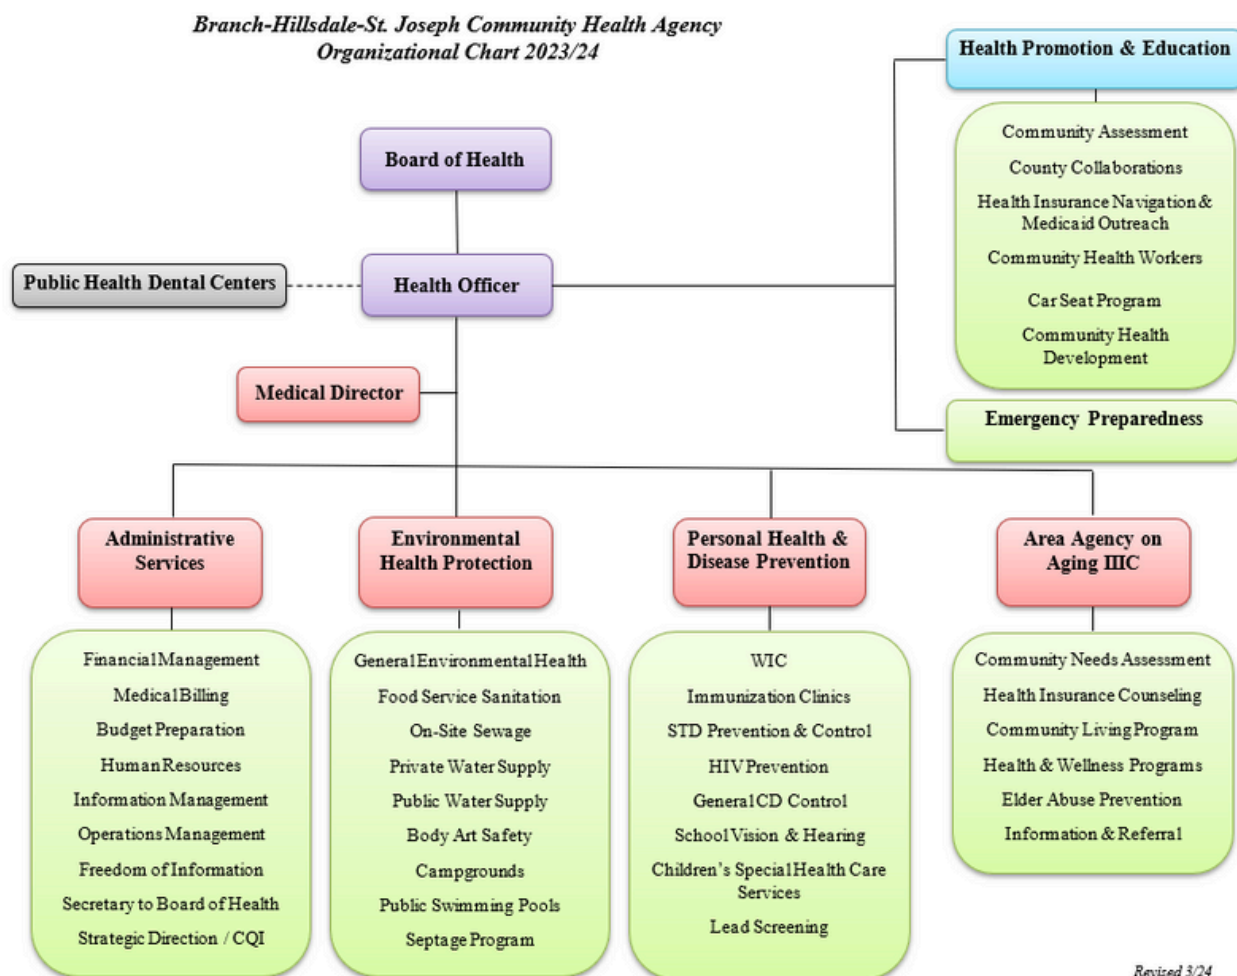 Branch-Hillsdale-St. Joseph Community Health Agency
Organizational Chart 2023/24
Health Promotion & Education
Community Assessment
County Collaborations
Health Insurance Navigation &
Medicaid Outreach
Community Health Workers
Car Seat Program
Community Health
Development
Board of Health
Public Health Dental Centers
Health Officer
Medical Director
Emergency Preparedness
Administrative
Services
Financial Management
Medical Billing
Budget Preparation
Human Resources
Information Management
Operations Management
Freedom of Information
Secretary to Board of Health
Strategic Direction / CQI
Environmental
Health Protection
General Environmental Health
Food Service Sanitation
On-Site Sewage
Private Water Supply
Public Water Supply
Body Art Safety
Campgrounds
Public Swimming Pools
Septage Program
Personal Health &
Disease Prevention
WIC
Immunization Clinics
STD Prevention & Control
HIV Prevention
General CD Control
School Vision & Hearing
Children's Special Health Care
Services
Lead Screening
Area Agency on
Aging IIIC
Community Needs Assessment
Health Insurance Counseling
Community Living Program
Health & Wellness Programs
Elder Abuse Prevention
Information & Referral
Revised 3/24